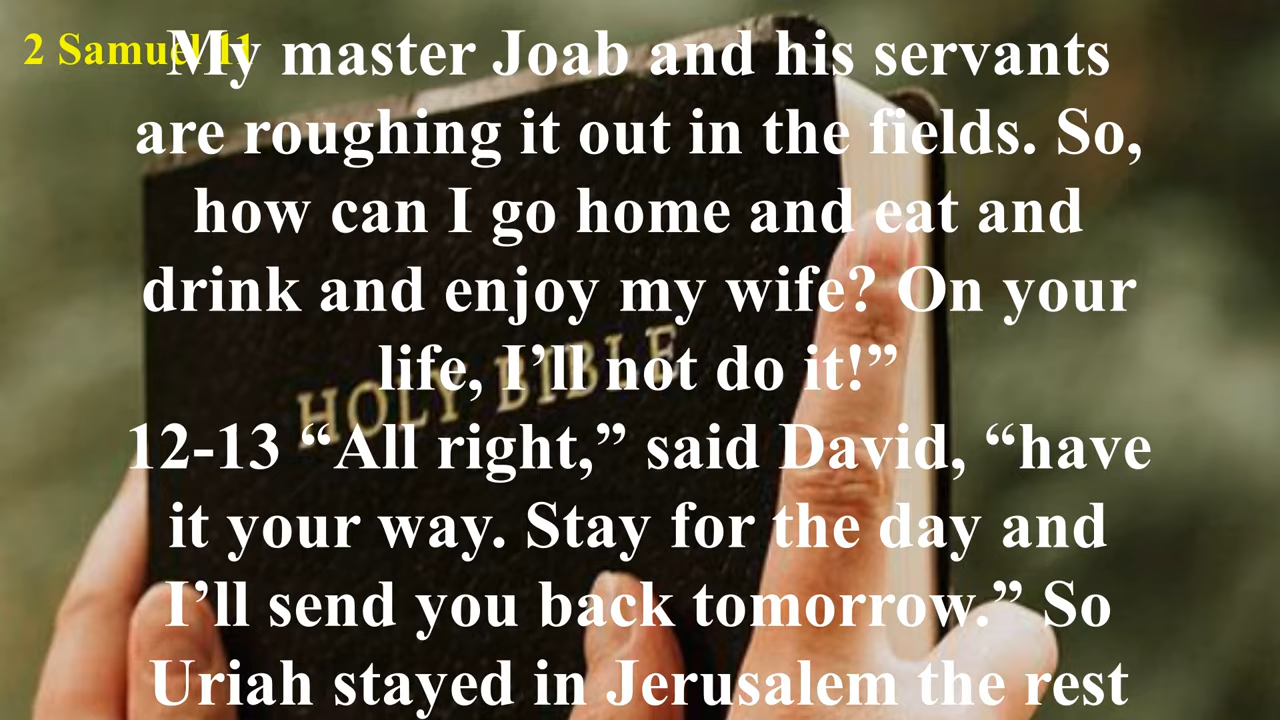 2 Samuel 11
My master Joab and his servants
are roughing it out in the fields. So,
how can I go home and eat and
drink and enjoy my wife? On your
life, I’ll not do it!”
12-13 “All right,” said David, “have
it your way. Stay for the day and
I’ll send you back tomorrow.” So
Uriah stayed in Jerusalem the rest
HOLY BIBLE